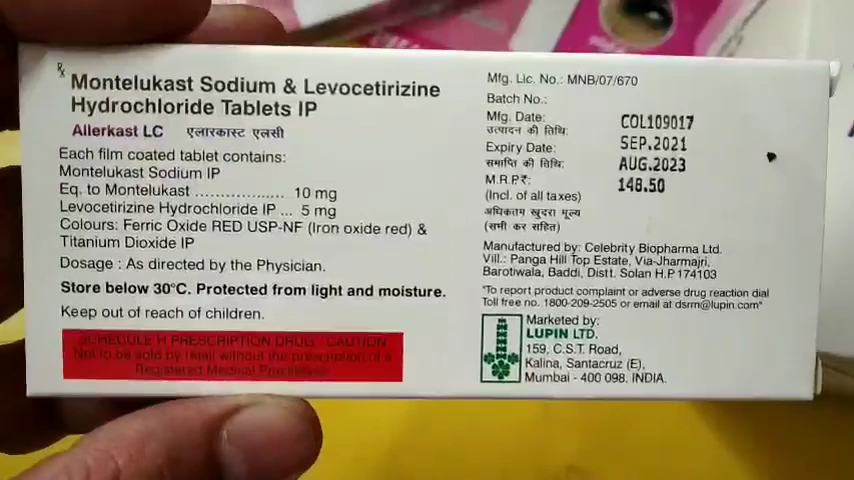 Rx
Montelukast Sodium & Levocetirizine
Hydrochloride Tablets IP
Allerkast LC एलारकास्ट एलसी
Each film coated tablet contains:
Montelukast Sodium IP
Eq. to Montelukast .................. 10 mg
Levocetirizine Hydrochloride IP ... 5 mg
Colours: Ferric Oxide RED USP-NF (Iron oxide red) &
Titanium Dioxide IP
Dosage : As directed by the Physician.
Store below 30°C. Protected from light and moisture.
Keep out of reach of children.
SCHEDULE H PRESCRIPTION DRUG - CAUTION
Not to be sold by retail without the prescription of a
Registered Medical Practitioner
Mfg. Lic. No.: MNB/07/670
Batch No.:
COL109017
Mfg. Date:
उत्पादन की तिथि:
SEP.2021
Expiry Date:
समाप्ति की तिथि:
AUG.2023
M.R.P.₹:
148.50
(Incl. of all taxes)
अधिकतम खुदरा मूल्य
(सभी कर सहित)
Manufactured by: Celebrity Biopharma Ltd.
Vill.: Panga Hill Top Estate, Via-Jharmajri,
Barotiwala, Baddi, Distt. Solan H.P.174103
"To report product complaint or adverse drug reaction dial
Toll free no. 1800-209-2505 or email at dsrm@lupin.com"
Marketed by:
LUPIN LTD.
159, C.S.T. Road,
Kalina, Santacruz (E),
Mumbai - 400 098. INDIA.